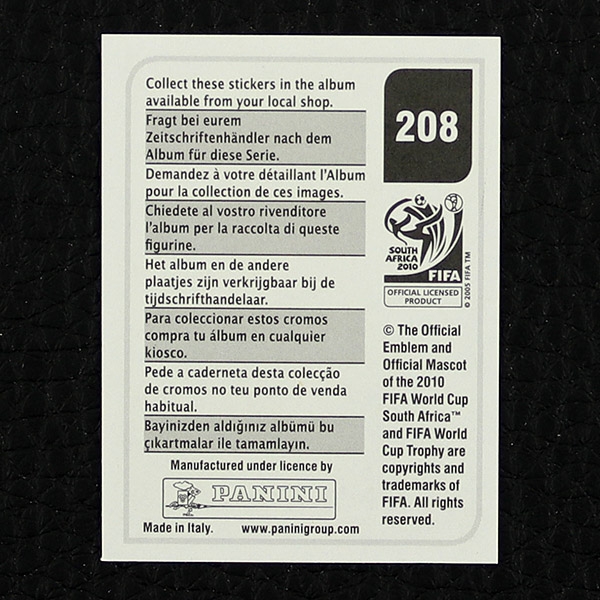 Collect these stickers in the album
available from your local shop.
Fragt bei eurem
Zeitschriftenhändler nach dem
Album für diese Serie.
Demandez à votre détaillant l'Album
pour la collection de ces images.
Chiedete al vostro rivenditore
l'album per la raccolta di queste
figurine.
Het album en de andere
plaatjes zijn verkrijgbaar bij de
tijdschrifthandelaar.
Para coleccionar estos cromos
compra tu álbum en cualquier
kiosco.
Pede a caderneta desta colecção
de cromos no teu ponto de venda
habitual.
Bayinizden aldığınız albümü bu
çıkartmalar ile tamamlayın.
Manufactured under licence by
PANINI
Made in Italy. www.paninigroup.com
208
SOUTH
AFRICA
2010
FIFA
OFFICIAL LICENSED
PRODUCT
© 2005 FIFA TM
© The Official
Emblem and
Official Mascot
of the 2010
FIFA World Cup
South Africa™
and FIFA World
Cup Trophy are
copyrights and
trademarks of
FIFA. All rights
reserved.